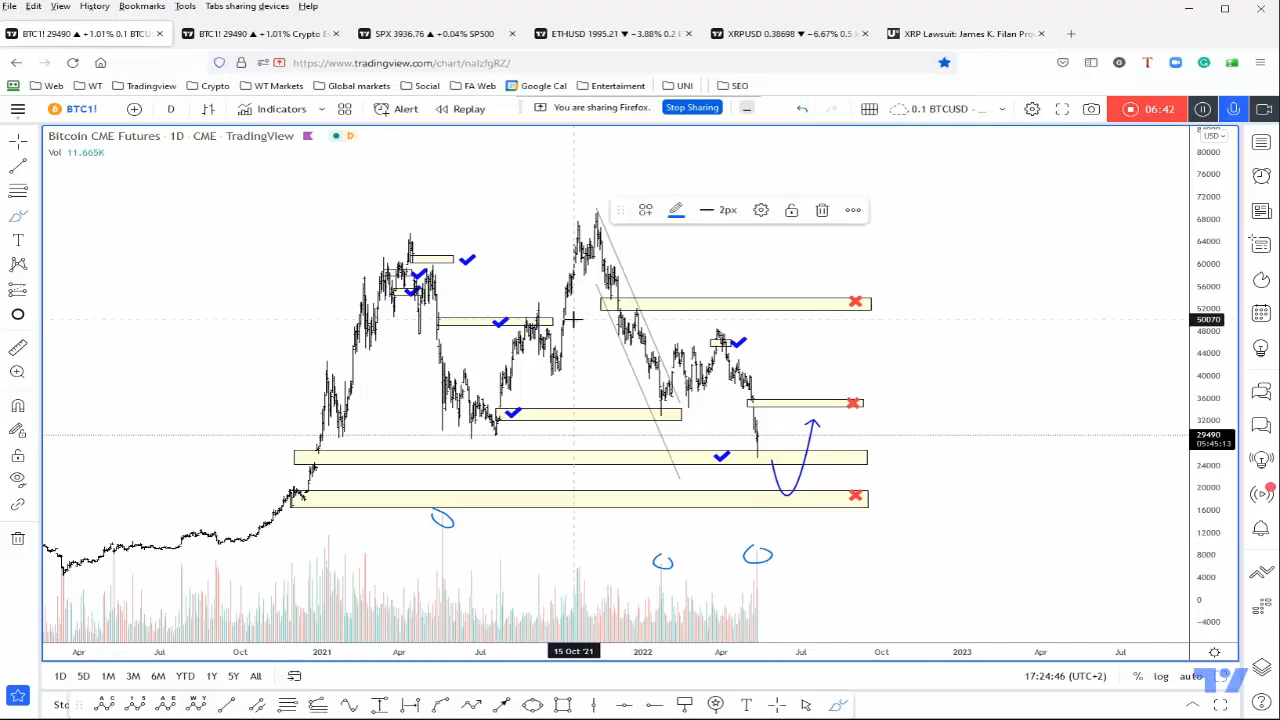 File Edit View History Bookmarks Tools Tabs sharing devices Help
BTC1! 29490 ▲ +1.01% 0.1 BTCU × BTC1! 29490 ▲ +1.01% Crypto E × SPX 3936.76 ▲ +0.04% SP500 × ETHUSD 1995.21 ▼ −3.88% 0.2 E × XRPUSD 0.38698 ▼ −6.67% 0.5 × XRP Lawsuit: James K. Filan Pro × +
https://www.tradingview.com/chart/naIzfgRZ/
Web WT Tradingview Crypto WT Markets Global markets Social FA Web Google Cal Entertainment UNI SEO
BTC1! D Indicators Alert Replay You are sharing Firefox. Stop Sharing 0.1 BTCUSD - ... 06:42
Bitcoin CME Futures · 1D · CME · TradingView D USD
Vol 11.665K
2px
80000
76000
72000
68000
64000
60000
56000
52000
50070
48000
44000
40000
36000
32000
29490
05:45:13
24000
20000
16000
12000
8000
4000
0
−4000
Apr Jul Oct 2021 Apr Jul 15 Oct '21 2022 Apr Jul Oct 2023 Apr Jul
1D 5D 1M 3M 6M YTD 1Y 5Y All 17:24:46 (UTC+2) % log auto